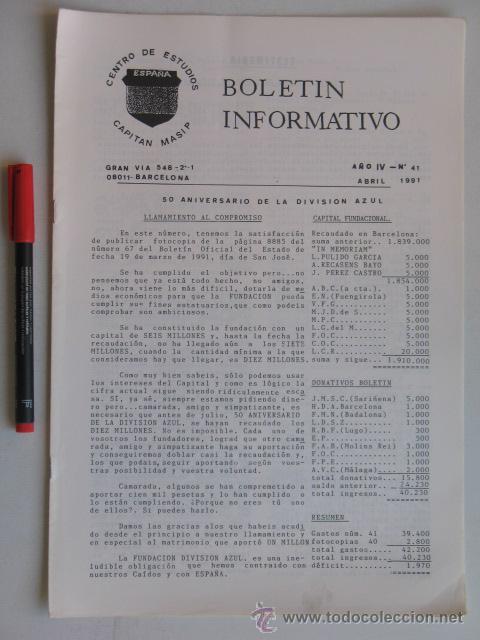 CENTRO DE ESTUDIOS
ESPAÑA
CAPITAN MASIP
BOLETIN
INFORMATIVO
GRAN VIA 548-2º-1
08011-BARCELONA
AÑO IV - Nº 41
ABRIL 1991
50 ANIVERSARIO DE LA DIVISION AZUL
LLAMAMIENTO AL COMPROMISO
En este número, tenemos la satisfacción
de publicar fotocopia de la página 8885 del
número 67 del Boletín Oficial del Estado de
fecha 19 de marzo de 1991, día de San José.
Se ha cumplido el objetivo pero...no
pensemos que ya está todo hecho, no amigos,
no, ahora viene lo más difícil, dotarla de me
dios económicos para que la FUNDACION pueda
cumplir sus fines estatuarios, que como podéis
comprobar son ambiciosos.
Se ha constituido la fundación con un
capital de SEIS MILLONES y, hasta la fecha
la recaudación, no ha llegado aún a los SIETE
MILLONES, cuando la cantidad mínima a la que
consideramos hay que llegar, es DIEZ MILLONES.
Como muy bien sabeis, sólo podemos usar
los intereses del Capital y como es lógico la
cifra actual sigue siendo ridículamente esca
sa. SI, ya sé, siempre estamos pidiendo dine-
ro pero...camarada, amigo y simpatizante, es
necesario que antes de julio, 50 ANIVERSARIO
DE LA DIVISION AZUL, se hayan recaudado los
DIEZ MILLONES. No es imposible. Cada uno de
vosotros los fundadores, lograd que otro cama
rada, amigo y simpatizante haga su aportación
y conseguiremos doblar casi la recaudación y,
los que podais, seguir aportando según vues-
tras posibilidad y vuestra voluntad.
Camarada, algunos se han comprometido a
aportar cien mil pesetas y lo han cumplido o
lo están cumpliendo. ¿Porque no eres tú uno
de ellos?. Si puedes hazlo.
Damos las gracias a los que habeis acudi
do desde el principio a nuestro llamamiento y
en especial al matrimonio que aportó UN MILLON
La FUNDACION DIVISION AZUL, es una ine-
ludible obligación que hemos contraido con
nuestros Caídos y con ESPAÑA.
CAPITAL FUNDACIONAL.
Recaudado en Barcelona:
suma anterior.. 1.839.000
"IN MEMORIAM"
L.PULIDO GARCIA 5.000
A.RECASENS BAYO 5.000
J. PEREZ CASTRO 5.000
1.854.000
A.B.C.(a cta.). 1.000
E.N.(Fuengirola) 5.000
V.F.G.......... 5.000
M.J.D.de S..... 5.000
M.P.C.......... 5.000
L.G.del M...... 5.000
P.O.C.......... 5.000
C.O.C.......... 5.000
L.C.R.......... 20.000
suma y sigue... 1.910.000
DONATIVOS BOLETIN
J.M.S.C.(Sariñena) 5.000
R.D.A.Barcelona 1.000
F.M.N.(Badalona) 1.000
L.D.S.Z........ 1.000
R.B.F.(Lugo)... 300
E.P............ 500
F.A.B(Molins Rei) 3.000
F.O.C.......... 1.000
F.P.E.......... 1.000
A.V.C.(Málaga).. 2.000
total donativos.. 15.800
saldo anterior... 24.230
total ingresos... 40.230
RESUMEN
Gastos núm. 41 39.400
fotocopias 40 2.800
total gastos.... 42.200
total ingresos.. 40.230
déficit......... 1.970
www.todocoleccion.net